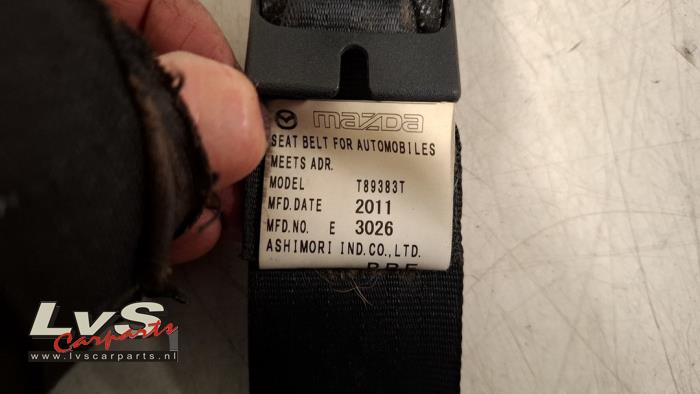 mazda
SEAT BELT FOR AUTOMOBILES
MEETS ADR.
MODEL T89383T
MFD.DATE 2011
MFD.NO. E 3026
ASHIMORI IND.CO.,LTD.
LvS
Carparts
www.lvscarparts.nl